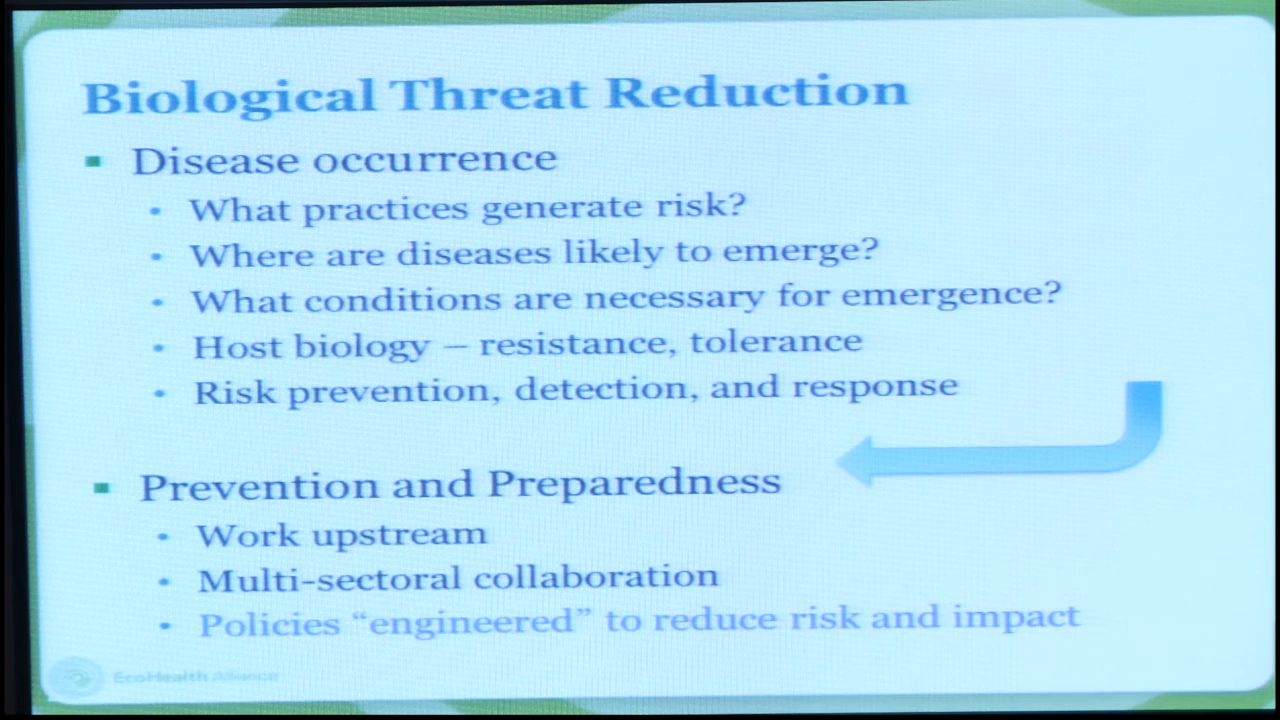 Biological Threat Reduction
▪ Disease occurrence
• What practices generate risk?
• Where are diseases likely to emerge?
• What conditions are necessary for emergence?
• Host biology – resistance, tolerance
• Risk prevention, detection, and response
▪ Prevention and Preparedness
• Work upstream
• Multi-sectoral collaboration
• Policies “engineered” to reduce risk and impact
EcoHealth Alliance